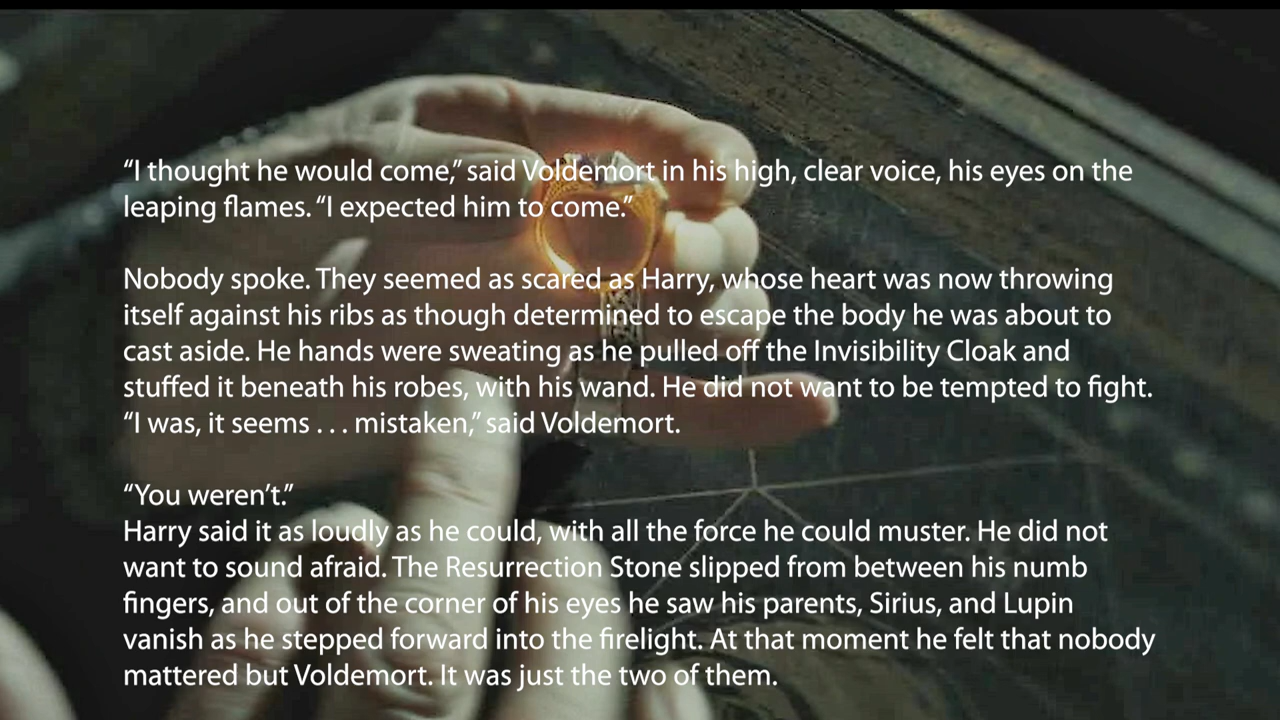 “I thought he would come,” said Voldemort in his high, clear voice, his eyes on the
leaping flames. “I expected him to come.”
Nobody spoke. They seemed as scared as Harry, whose heart was now throwing
itself against his ribs as though determined to escape the body he was about to
cast aside. He hands were sweating as he pulled off the Invisibility Cloak and
stuffed it beneath his robes, with his wand. He did not want to be tempted to fight.
“I was, it seems . . . mistaken,” said Voldemort.
“You weren’t.”
Harry said it as loudly as he could, with all the force he could muster. He did not
want to sound afraid. The Resurrection Stone slipped from between his numb
fingers, and out of the corner of his eyes he saw his parents, Sirius, and Lupin
vanish as he stepped forward into the firelight. At that moment he felt that nobody
mattered but Voldemort. It was just the two of them.